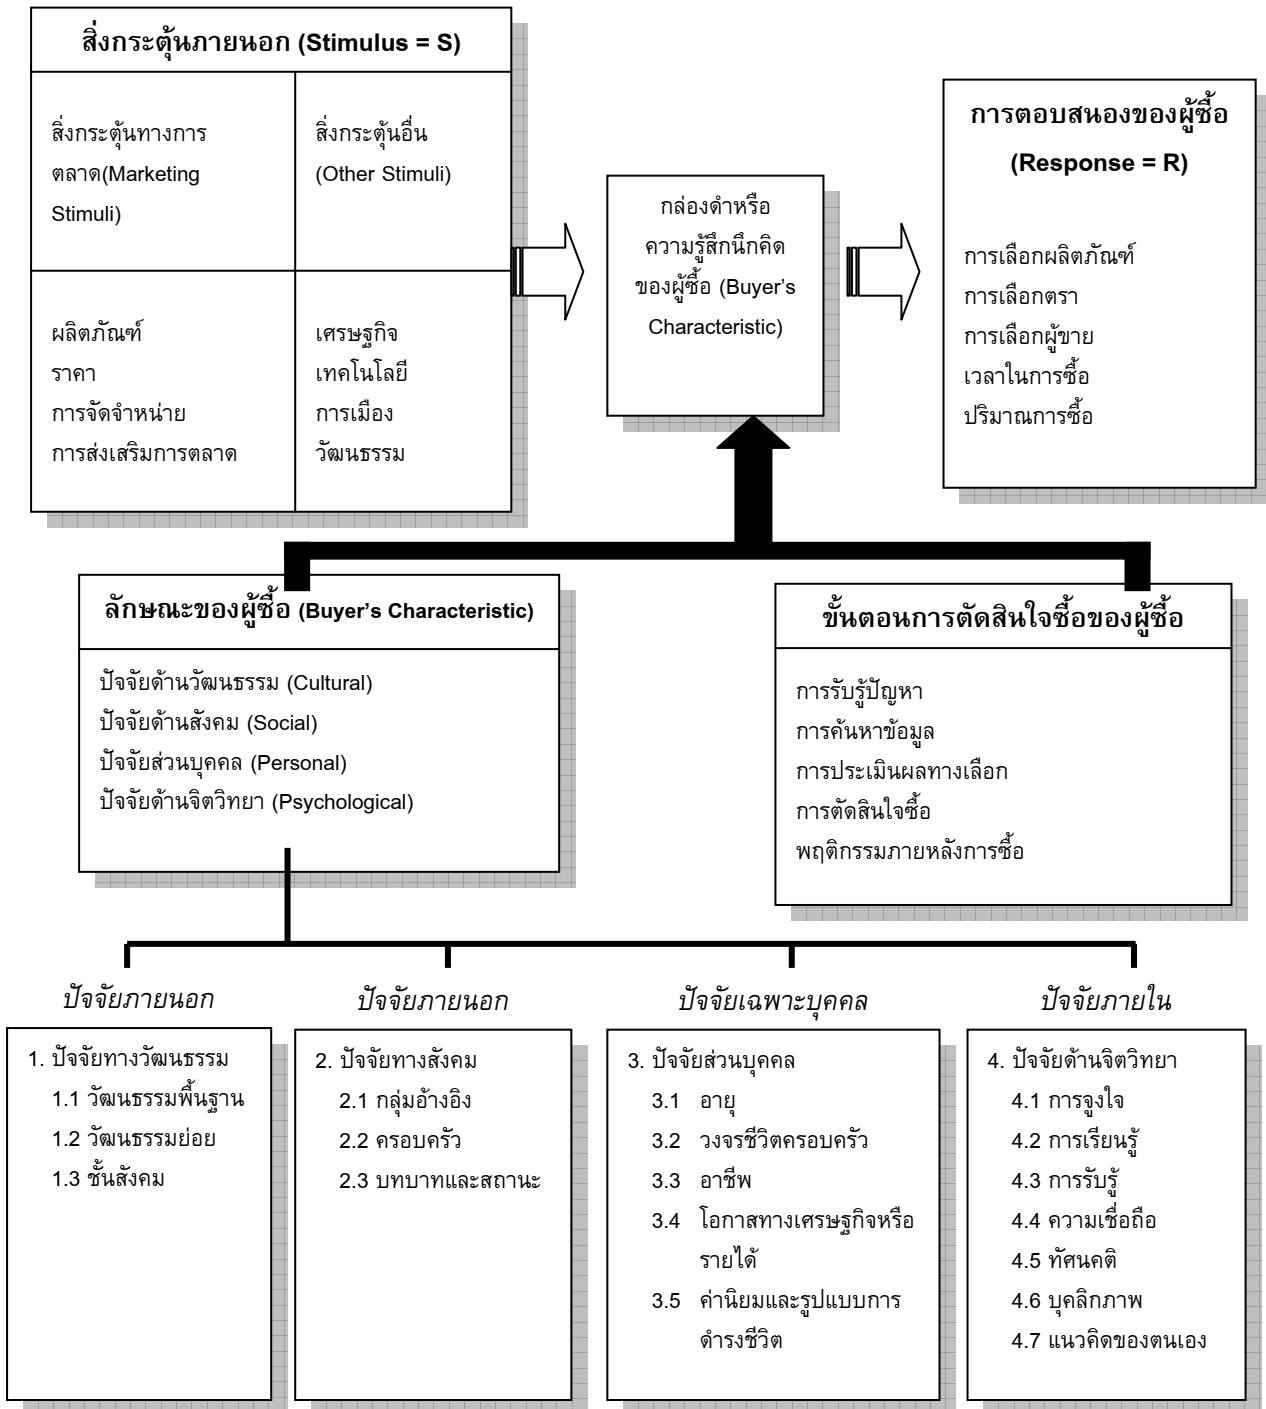 สิ่งกระตุ้นภายนอก (Stimulus = S)
สิ่งกระตุ้นทางการ
ตลาด(Marketing
Stimuli)
สิ่งกระตุ้นอื่น
(Other Stimuli)
ผลิตภัณฑ์
ราคา
การจัดจำหน่าย
การส่งเสริมการตลาด
เศรษฐกิจ
เทคโนโลยี
การเมือง
วัฒนธรรม
กล่องดำหรือ
ความรู้สึกนึกคิด
ของผู้ซื้อ (Buyer’s
Characteristic)
การตอบสนองของผู้ซื้อ
(Response = R)
การเลือกผลิตภัณฑ์
การเลือกตรา
การเลือกผู้ขาย
เวลาในการซื้อ
ปริมาณการซื้อ
ลักษณะของผู้ซื้อ (Buyer’s Characteristic)
ปัจจัยด้านวัฒนธรรม (Cultural)
ปัจจัยด้านสังคม (Social)
ปัจจัยส่วนบุคคล (Personal)
ปัจจัยด้านจิตวิทยา (Psychological)
ขั้นตอนการตัดสินใจซื้อของผู้ซื้อ
การรับรู้ปัญหา
การค้นหาข้อมูล
การประเมินผลทางเลือก
การตัดสินใจซื้อ
พฤติกรรมภายหลังการซื้อ
ปัจจัยภายนอก
1. ปัจจัยทางวัฒนธรรม
1.1 วัฒนธรรมพื้นฐาน
1.2 วัฒนธรรมย่อย
1.3 ชั้นสังคม
ปัจจัยภายนอก
2. ปัจจัยทางสังคม
2.1 กลุ่มอ้างอิง
2.2 ครอบครัว
2.3 บทบาทและสถานะ
ปัจจัยเฉพาะบุคคล
3. ปัจจัยส่วนบุคคล
3.1 อายุ
3.2 วงจรชีวิตครอบครัว
3.3 อาชีพ
3.4 โอกาสทางเศรษฐกิจหรือ
รายได้
3.5 ค่านิยมและรูปแบบการ
ดำรงชีวิต
ปัจจัยภายใน
4. ปัจจัยด้านจิตวิทยา
4.1 การจูงใจ
4.2 การเรียนรู้
4.3 การรับรู้
4.4 ความเชื่อถือ
4.5 ทัศนคติ
4.6 บุคลิกภาพ
4.7 แนวคิดของตนเอง